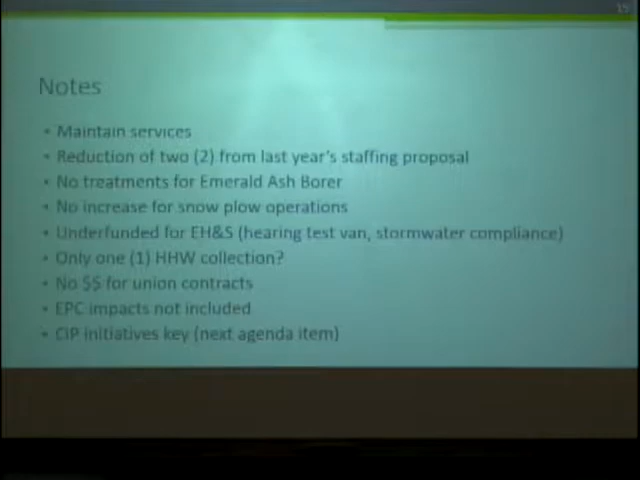 15
Notes
• Maintain services
• Reduction of two (2) from last year's staffing proposal
• No treatments for Emerald Ash Borer
• No increase for snow plow operations
• Underfunded for EH&S (hearing test van, stormwater compliance)
• Only one (1) HHW collection?
• No $$ for union contracts
• EPC impacts not included
• CIP initiatives key (next agenda item)